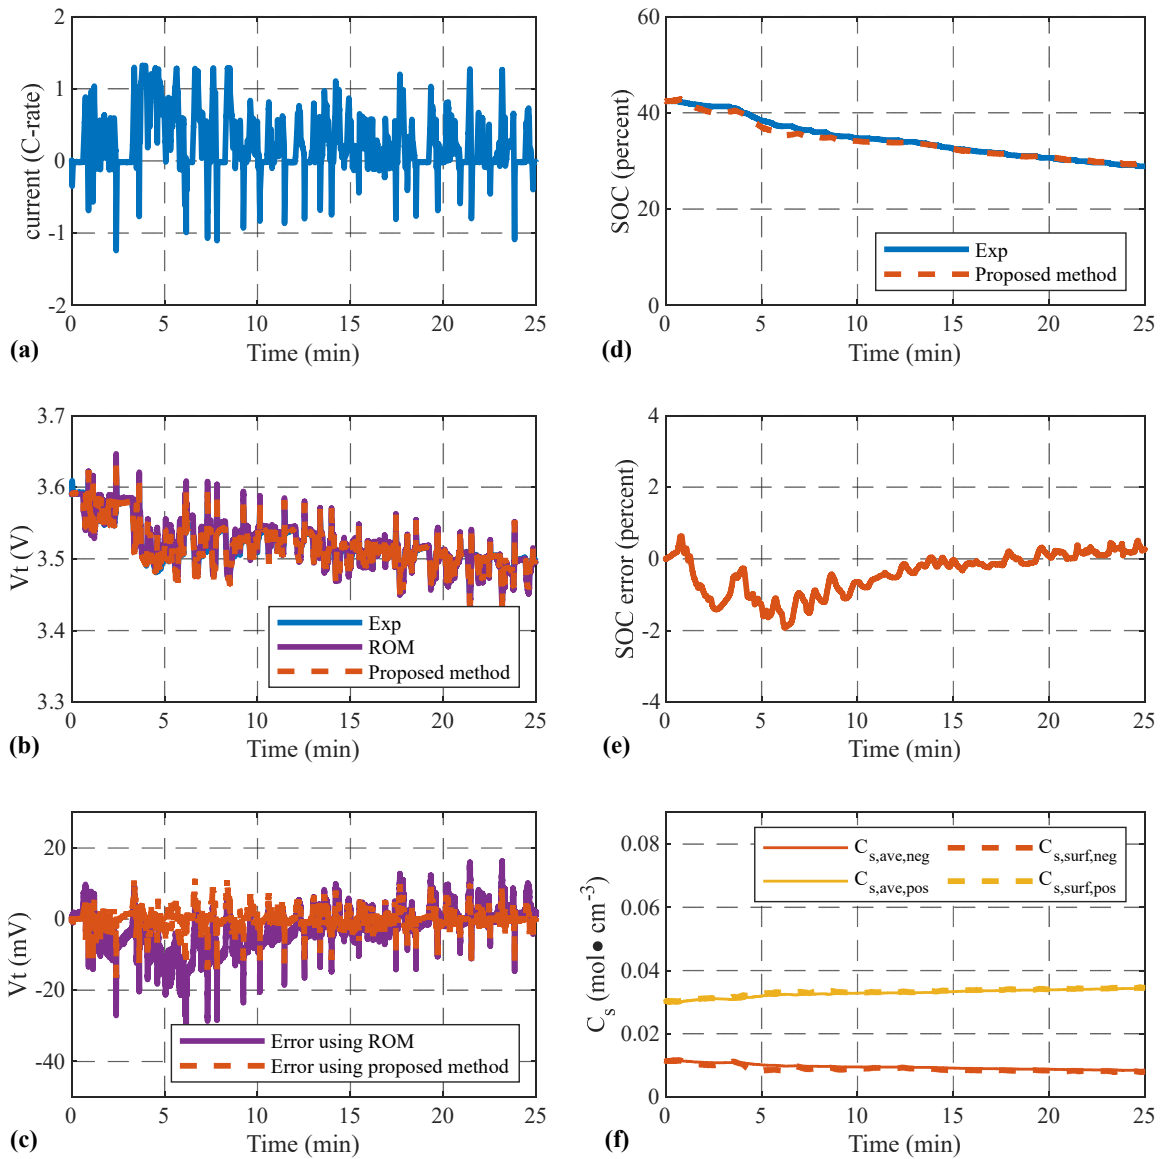 2
1
0
-1
-2
current (C-rate)
0 5 10 15 20 25
Time (min)
(a)
60
40
20
0
SOC (percent)
Exp
Proposed method
0 5 10 15 20 25
Time (min)
(d)
3.7
3.6
3.5
3.4
3.3
Vt (V)
Exp
ROM
Proposed method
0 5 10 15 20 25
Time (min)
(b)
4
2
0
-2
-4
SOC error (percent)
0 5 10 15 20 25
Time (min)
(e)
20
0
-20
-40
Vt (mV)
Error using ROM
Error using proposed method
0 5 10 15 20 25
Time (min)
(c)
0.08
0.06
0.04
0.02
0
C_s (mol● cm^-3)
C_s,ave,neg C_s,surf,neg
C_s,ave,pos C_s,surf,pos
0 5 10 15 20 25
Time (min)
(f)